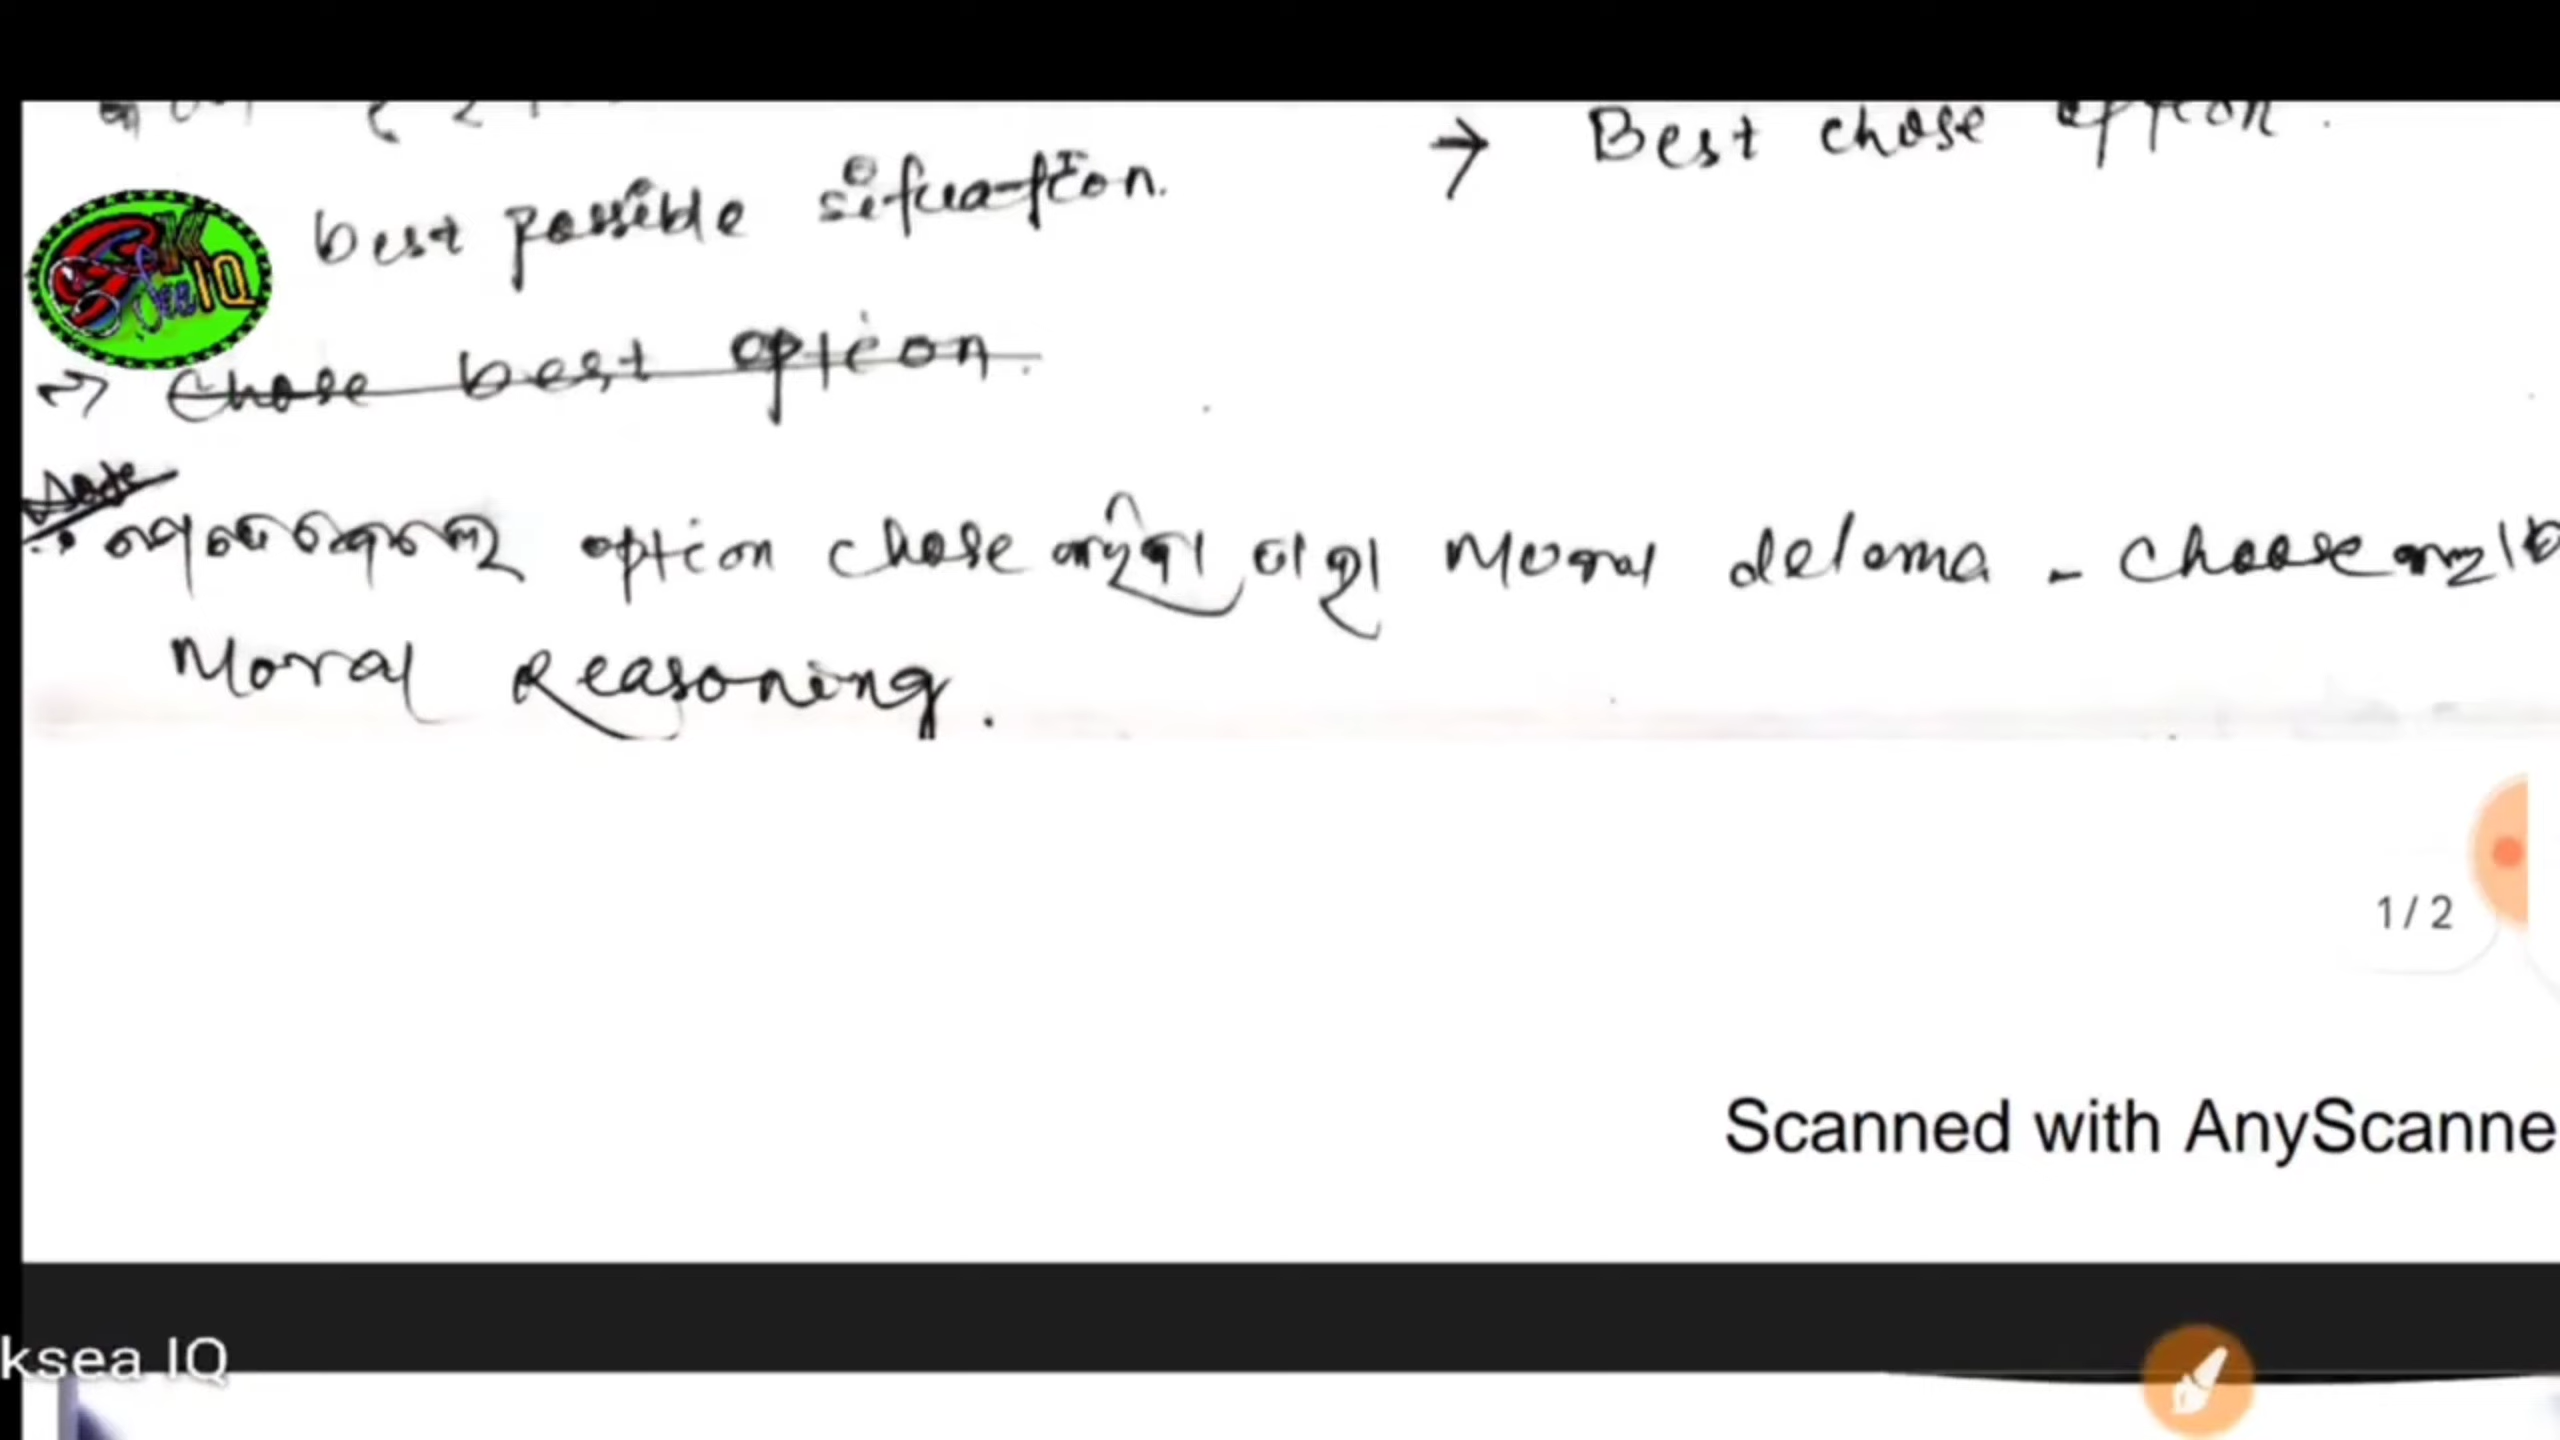 → Best chose option.
best possible situation.
→ Chose best option.
Note
option chose ତାହା Moral delema - choose
Moral Reasoning.
1/2
Scanned with AnyScanne
ksea IQ